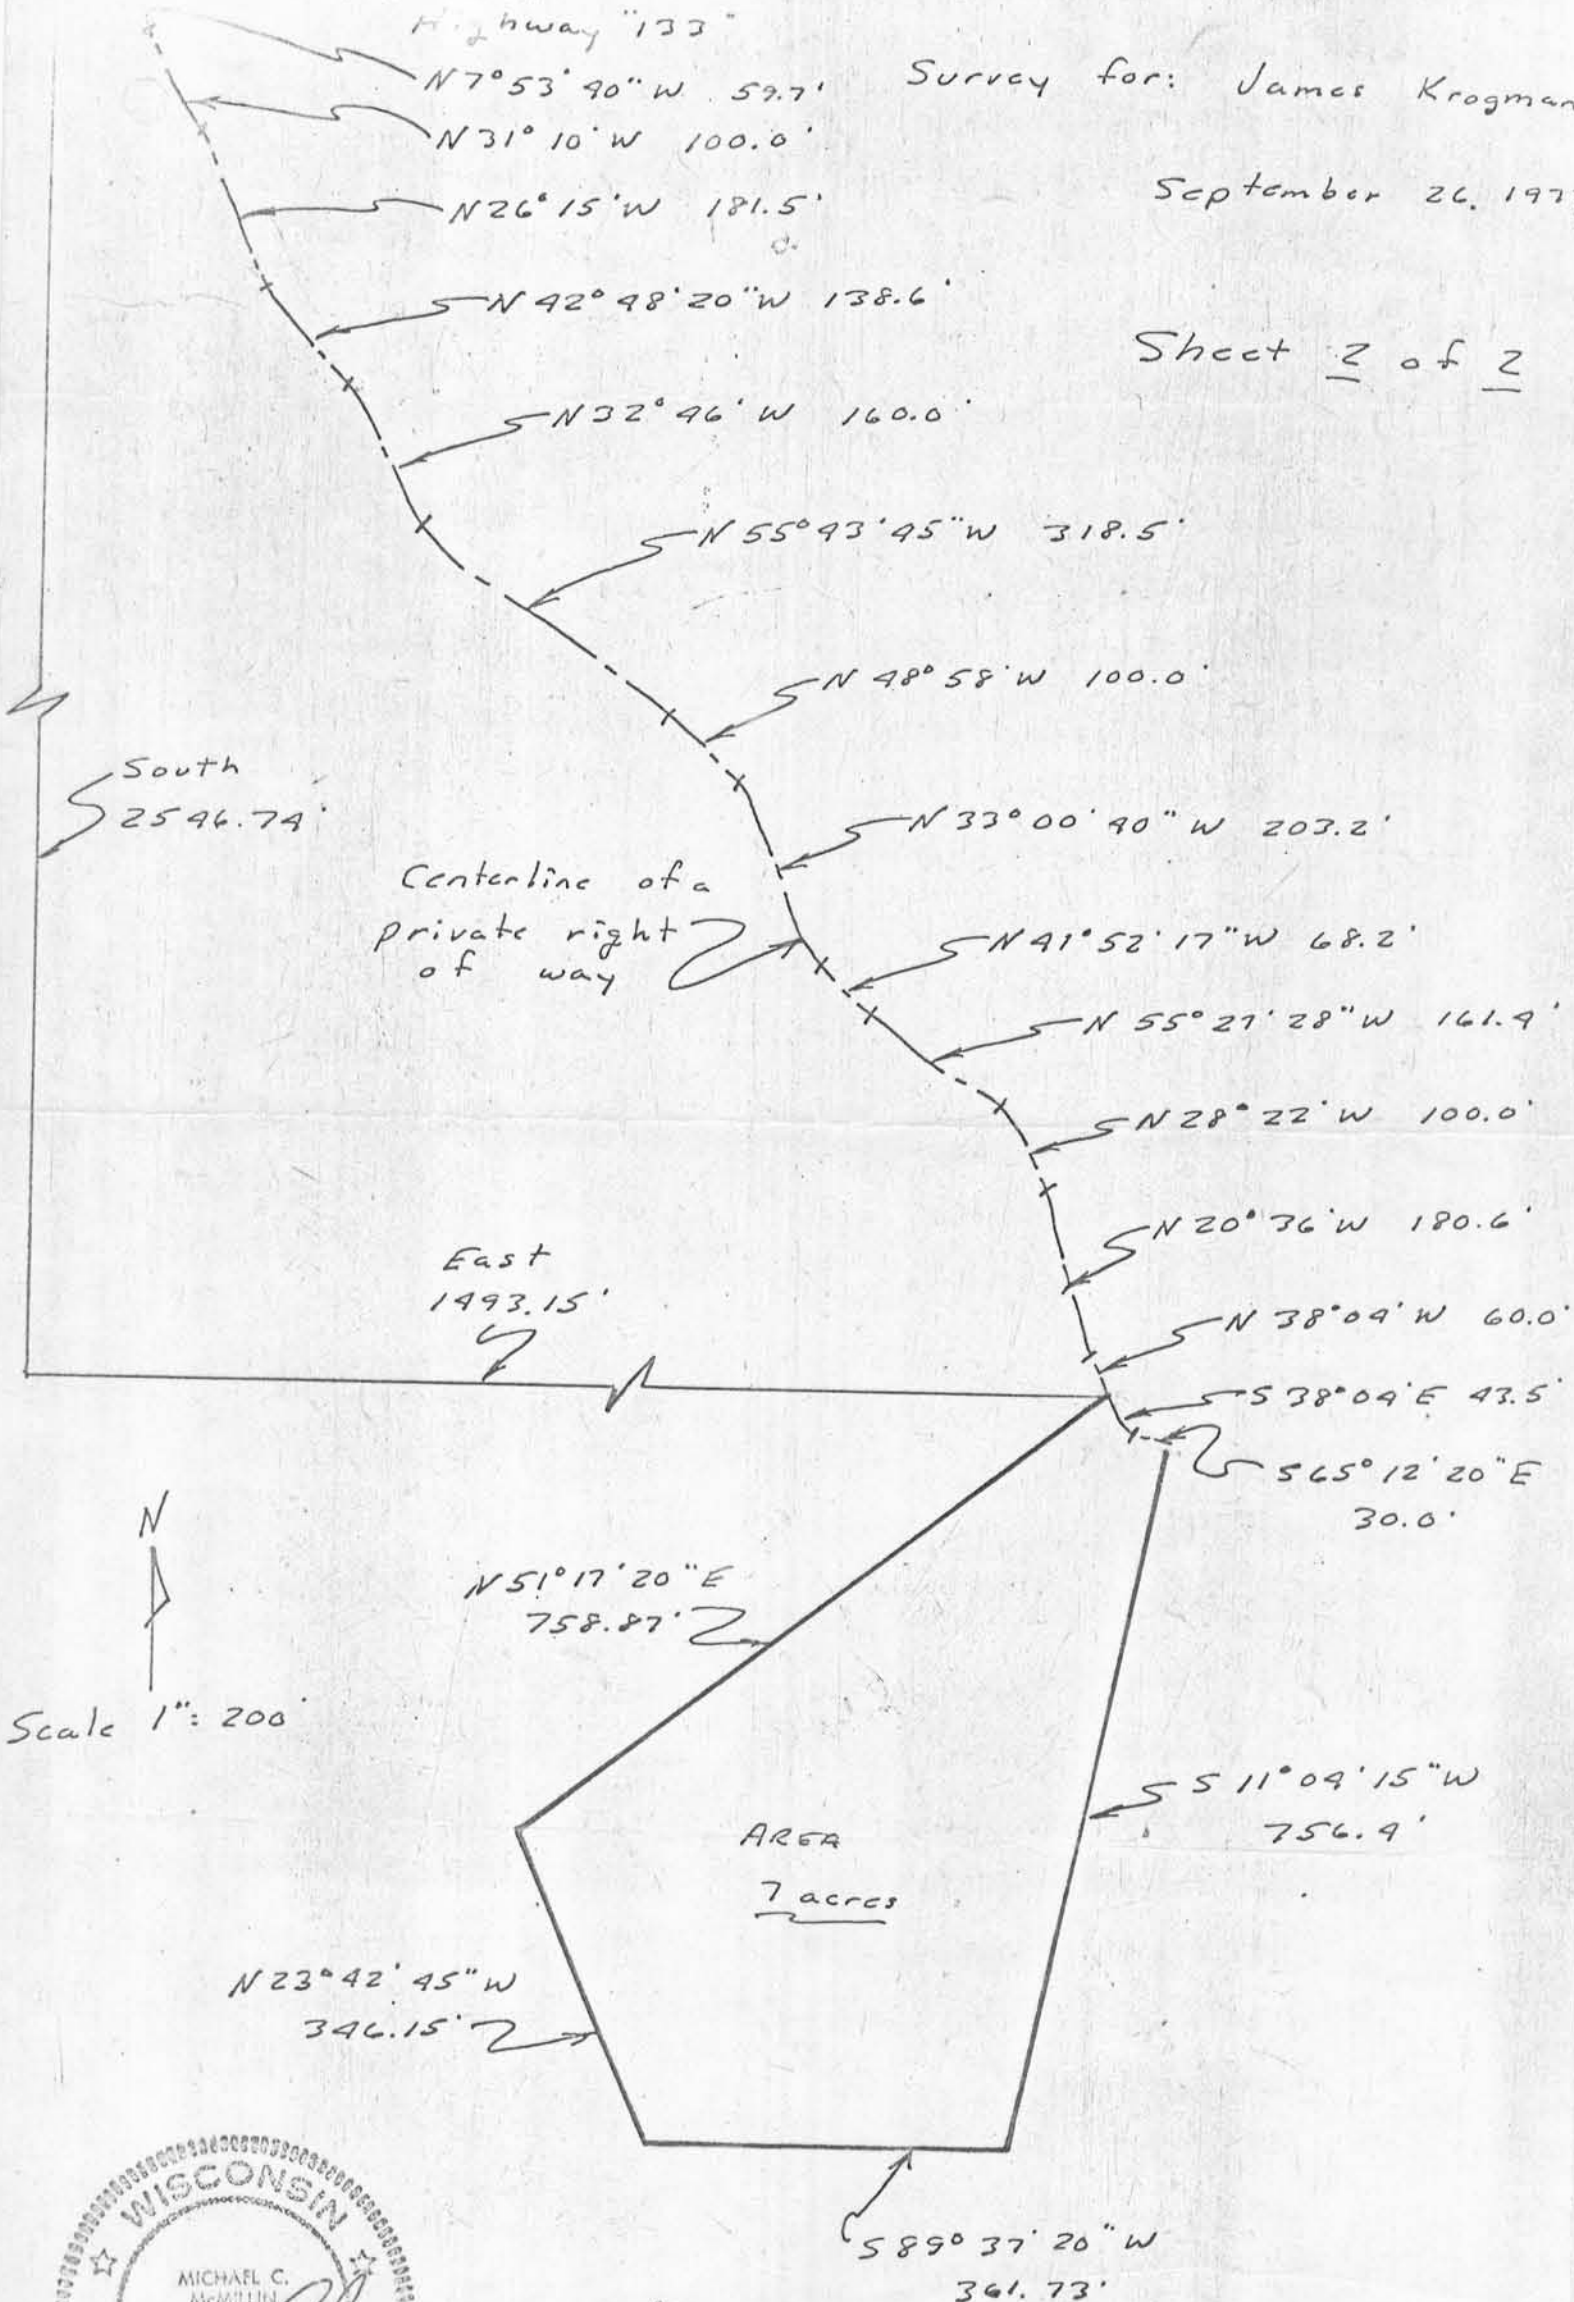 Highway "133"
N7°53'40"W 59.7'
Survey for: James Krogman
N31°10'W 100.0'
September 26, 197
N26°15'W 181.5'
N42°48'20"W 138.6'
Sheet 2 of 2
N32°46'W 160.0'
N55°43'45"W 318.5'
N48°58'W 100.0'
South
2546.74'
N33°00'40"W 203.2'
Centerline of a
private right
of way
N41°52'17"W 68.2'
N55°27'28"W 161.4'
N28°22'W 100.0'
N20°36'W 180.6'
East
1443.15'
N38°04'W 60.0'
S38°04'E 43.5'
S65°12'20"E
30.0'
N
N51°17'20"E
758.87'
Scale 1": 200'
S11°04'15"W
756.4'
AREA
7 acres
N23°42'45"W
346.15'
S89°37'20"W
361.73'
WISCONSIN
MICHAEL C.
McMILLIN